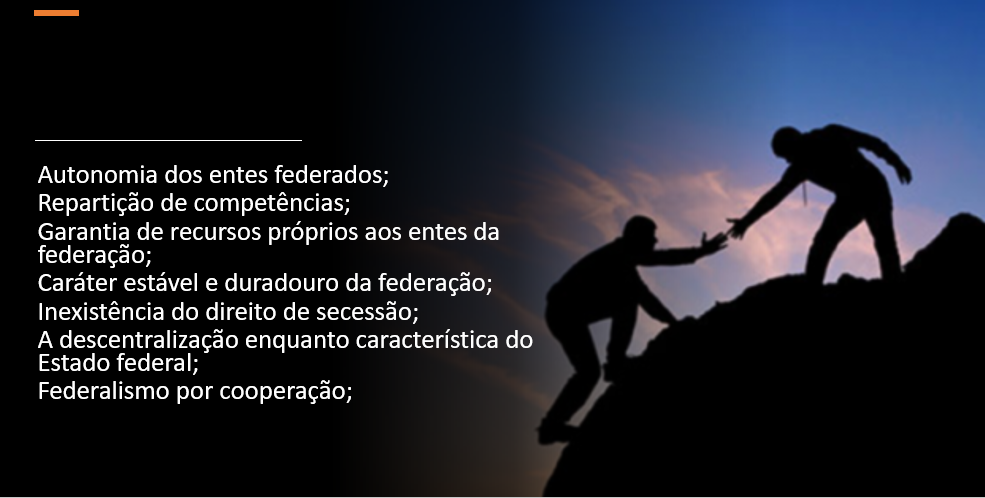 Autonomia dos entes federados;
Repartição de competências;
Garantia de recursos próprios aos entes da
federação;
Caráter estável e duradouro da federação;
Inexistência do direito de secessão;
A descentralização enquanto característica do
Estado federal;
Federalismo por cooperação;